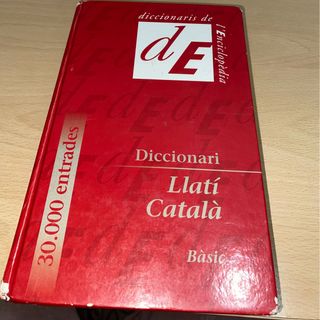 diccionaris de
l'Enciclopèdia
dE
Diccionari
Llatí
Català
Bàsic
30.000 entrades